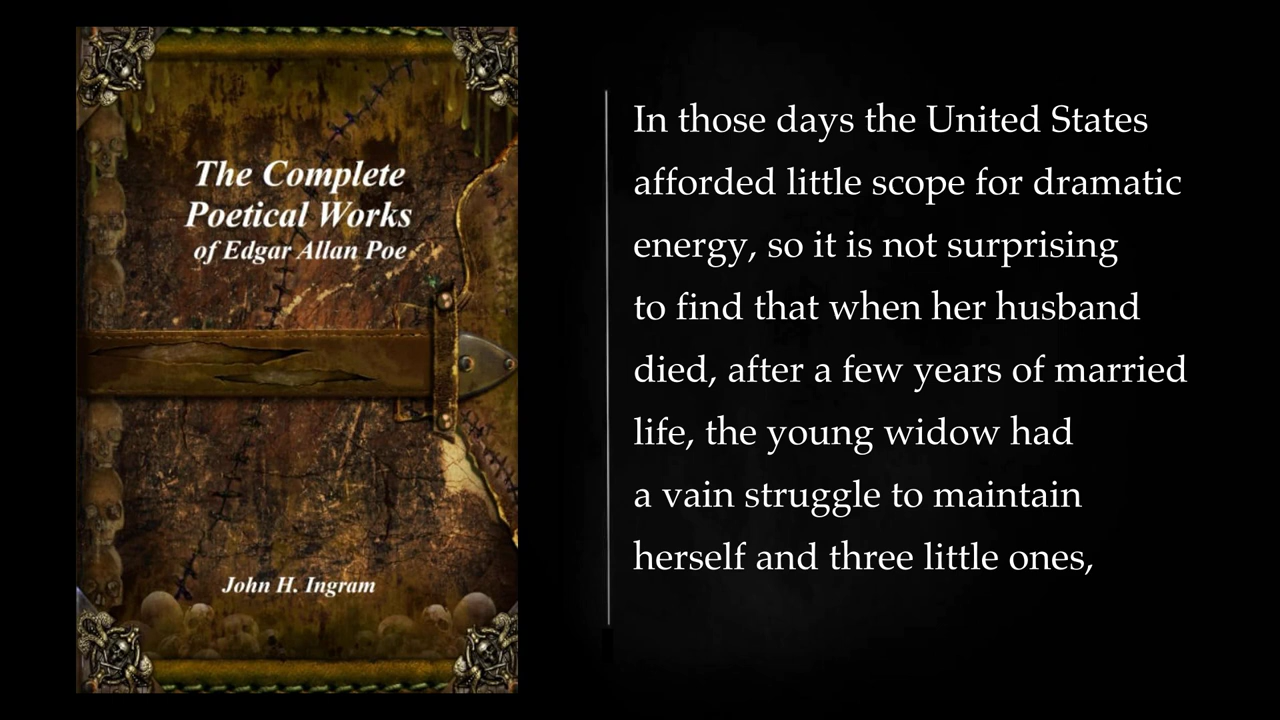 The Complete
Poetical Works
of Edgar Allan Poe
John H. Ingram
In those days the United States
afforded little scope for dramatic
energy, so it is not surprising
to find that when her husband
died, after a few years of married
life, the young widow had
a vain struggle to maintain
herself and three little ones,